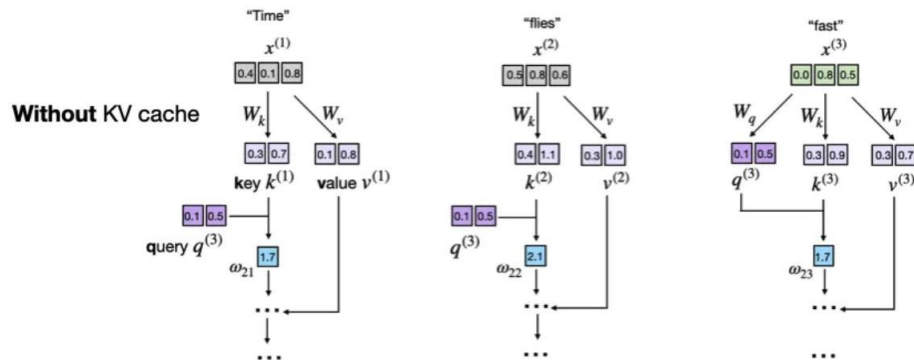 "Time"
x^(1)
0.4 0.1 0.8
W_k
W_v
0.3 0.7
0.1 0.8
key k^(1)
value v^(1)
0.1 0.5
query q^(3)
ω_21
1.7
...
...
"flies"
x^(2)
0.5 0.8 0.6
W_k
W_v
0.4 1.1
0.3 1.0
k^(2)
v^(2)
0.1 0.5
q^(3)
ω_22
2.1
...
...
"fast"
x^(3)
0.0 0.8 0.5
W_q
W_k
W_v
0.1 0.5
0.3 0.9
0.3 0.7
q^(3)
k^(3)
v^(3)
ω_23
1.7
...
...
Without KV cache